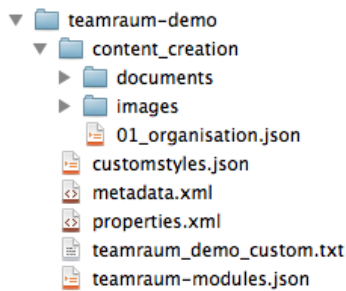 teamraum-demo
content_creation
documents
images
01_organisation.json
customstyles.json
metadata.xml
properties.xml
teamraum_demo_custom.txt
teamraum-modules.json